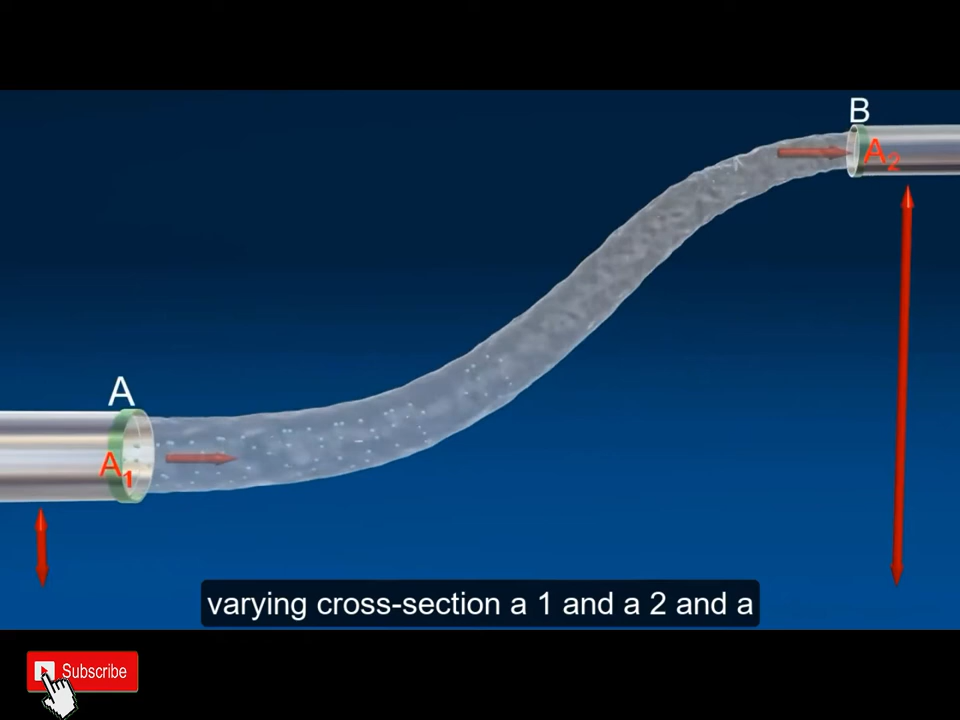 B
A₂
A
A₁
varying cross-section a 1 and a 2 and a
Subscribe